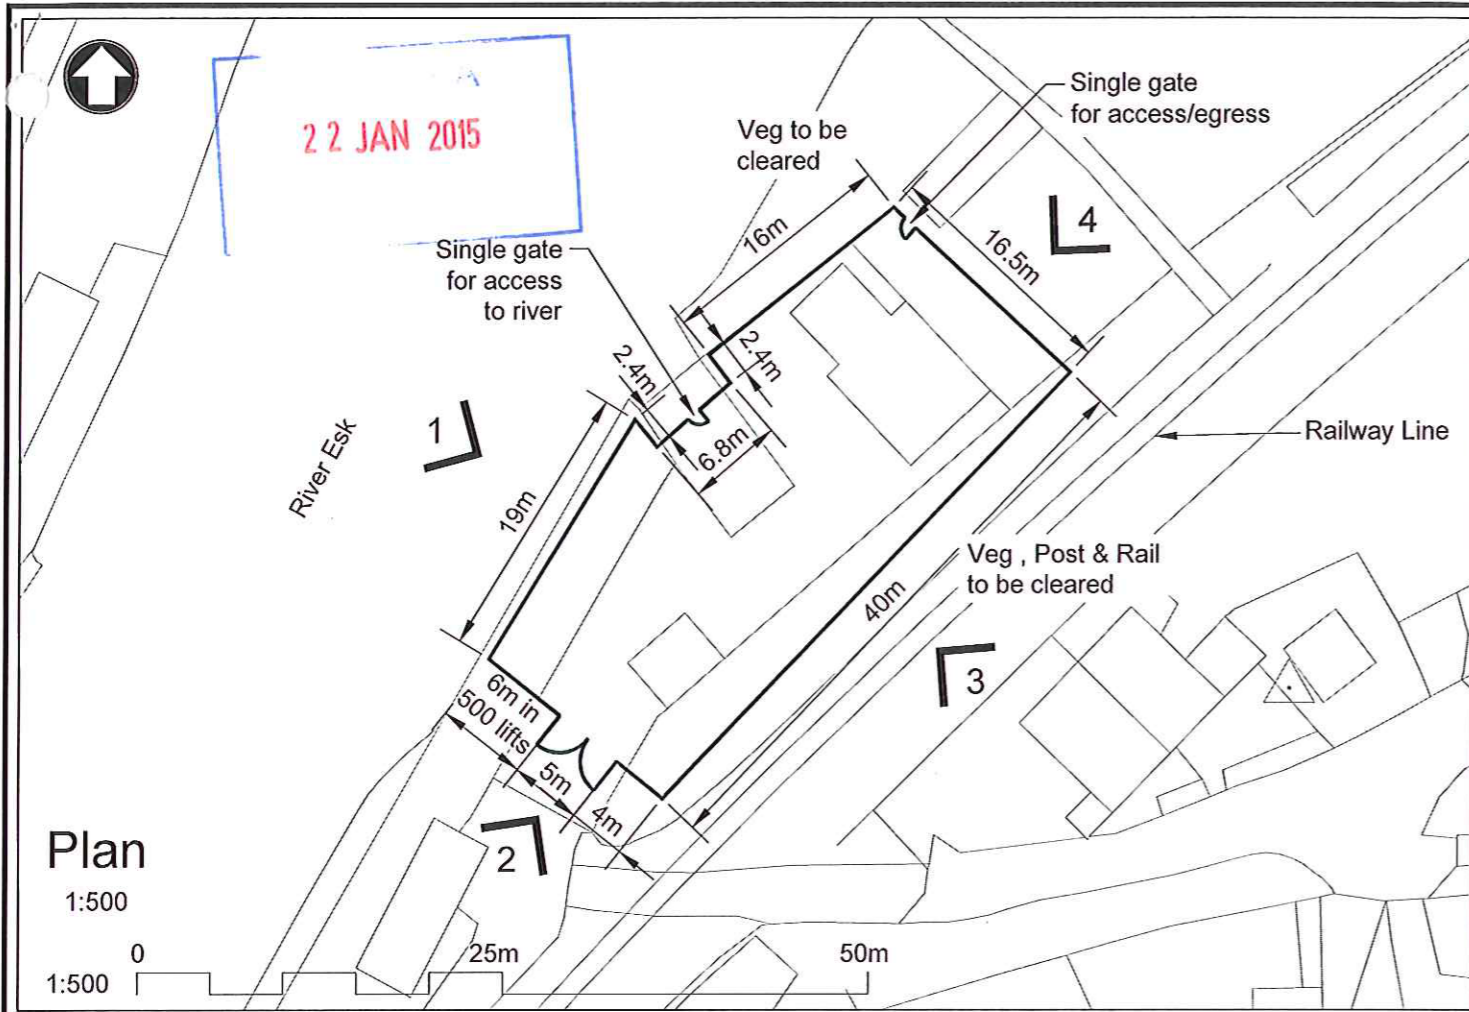 22 JAN 2015
Single gate
for access/egress
Veg to be
cleared
4
16m
16.5m
Single gate
for access
to river
2.4m
2.4m
1
River Esk
6.8m
Railway Line
19m
Veg , Post & Rail
to be cleared
40m
3
6m in
500 lifts
5m
4m
2
Plan
1:500
0 25m 50m
1:500